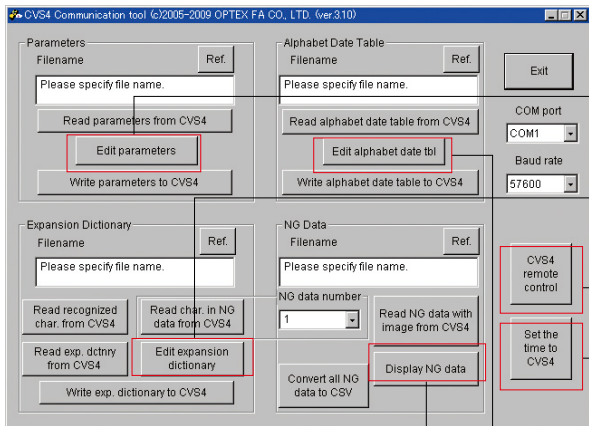 CVS4 Communication tool (c)2005-2009 OPTEX FA CO., LTD. (ver.3.10)
Parameters
Filename
Ref.
Please specify file name.
Read parameters from CVS4
Edit parameters
Write parameters to CVS4
Alphabet Date Table
Filename
Ref.
Please specify file name.
Read alphabet date table from CVS4
Edit alphabet date tbl
Write alphabet date table to CVS4
Exit
COM port
COM1
Baud rate
57600
Expansion Dictionary
Filename
Ref.
Please specify file name.
Read recognized
char. from CVS4
Read char. in NG
data from CVS4
Read exp. dctnry
from CVS4
Edit expansion
dictionary
Write exp. dictionary to CVS4
NG Data
Filename
Ref.
Please specify file name.
NG data number
1
Read NG data with
image from CVS4
Convert all NG
data to CSV
Display NG data
CVS4
remote
control
Set the
time to
CVS4